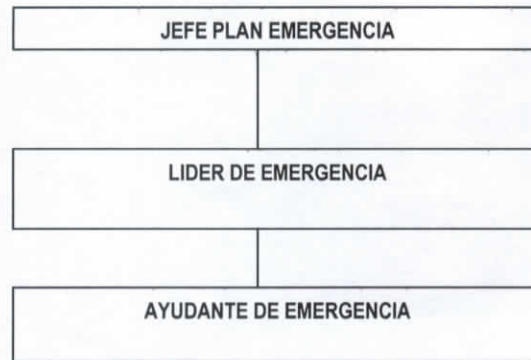 JEFE PLAN EMERGENCIA
LIDER DE EMERGENCIA
AYUDANTE DE EMERGENCIA